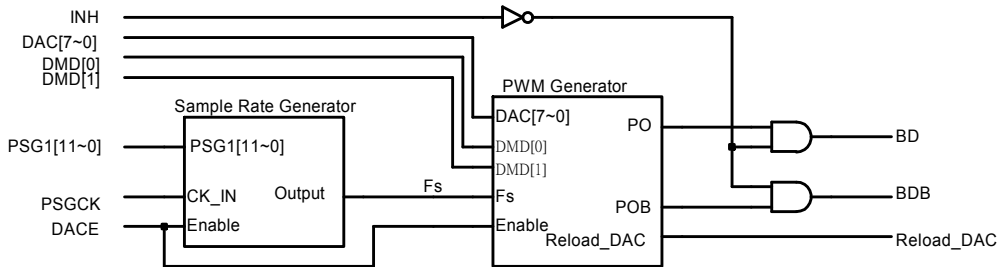 INH
DAC[7~0]
DMD[0]
DMD[1]
PWM Generator
Sample Rate Generator
DAC[7~0]
PO
BD
PSG1[11~0]
PSG1[11~0]
DMD[0]
DMD[1]
Fs
PSGCK
CK_IN
Output
Fs
POB
BDB
DACE
Enable
Enable
Reload_DAC
Reload_DAC